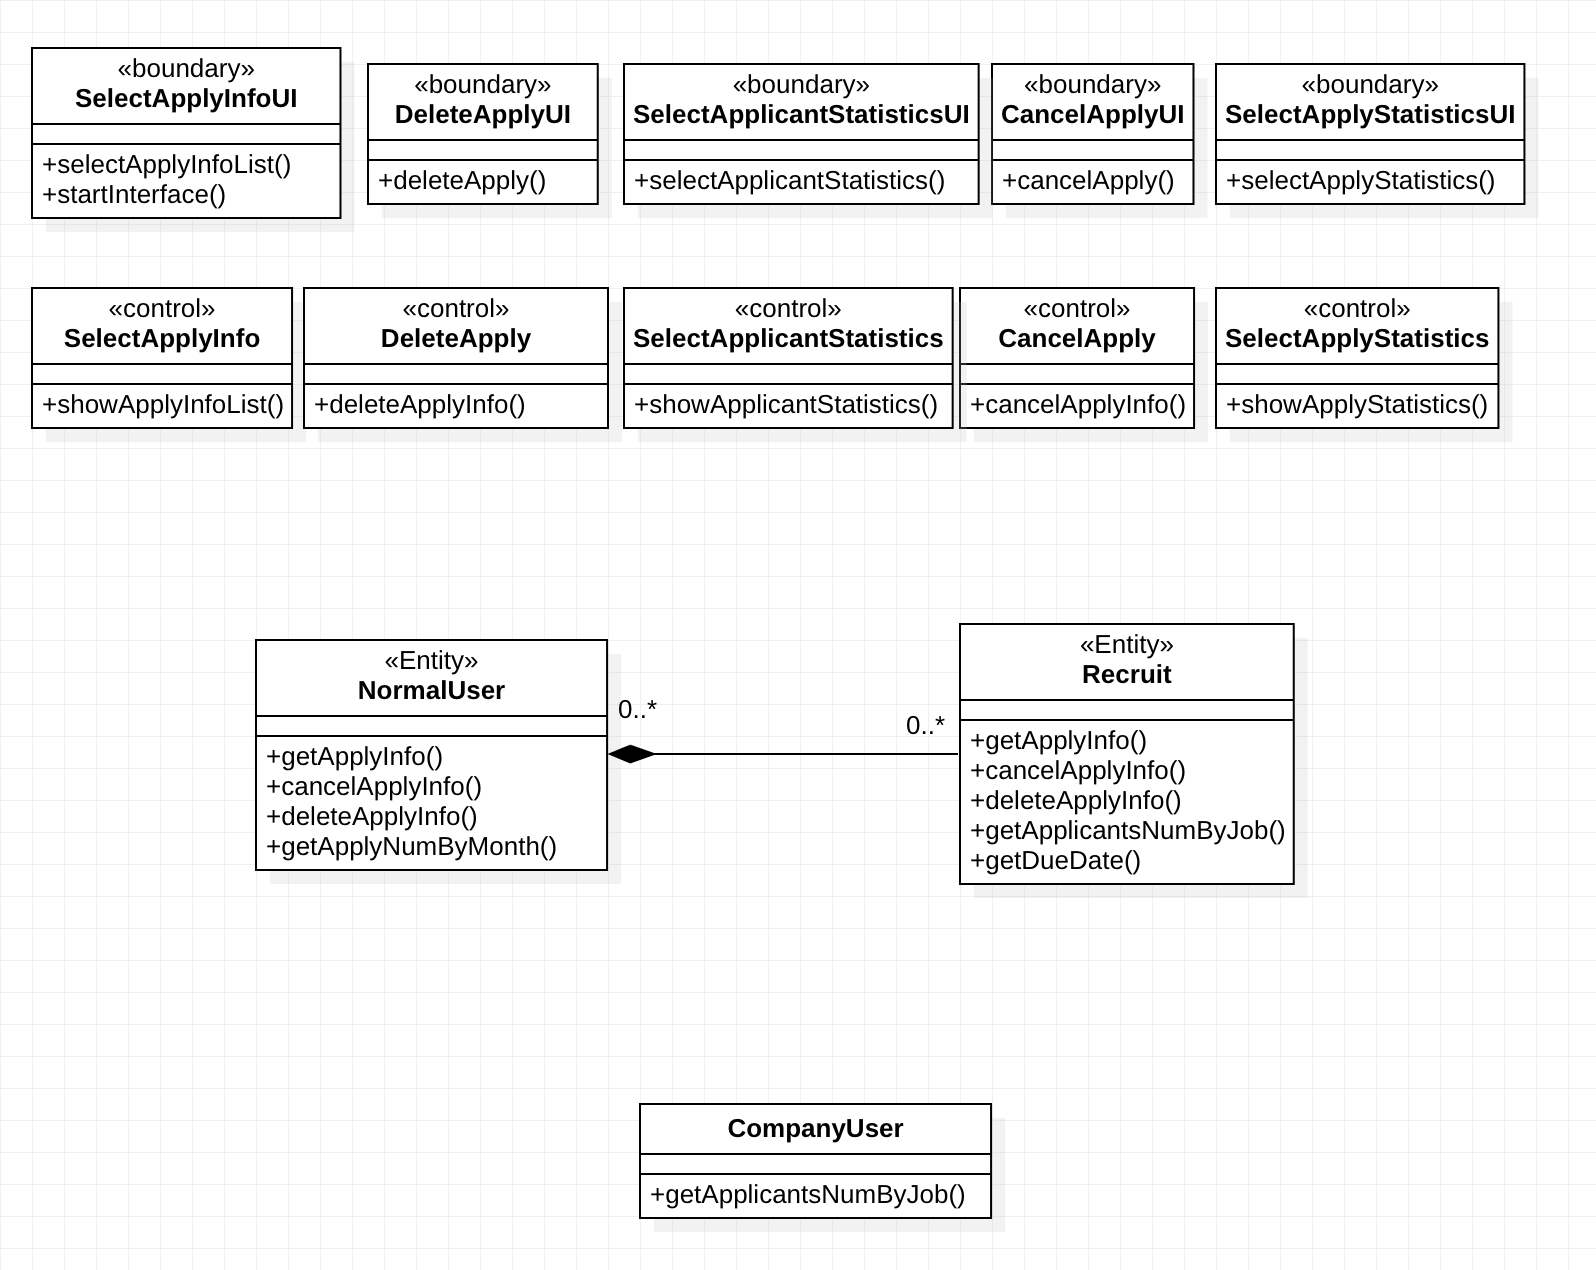 «boundary»
SelectApplyInfoUI
+selectApplyInfoList()
+startInterface()
«boundary»
DeleteApplyUI
+deleteApply()
«boundary»
SelectApplicantStatisticsUI
+selectApplicantStatistics()
«boundary»
CancelApplyUI
+cancelApply()
«boundary»
SelectApplyStatisticsUI
+selectApplyStatistics()
«control»
SelectApplyInfo
+showApplyInfoList()
«control»
DeleteApply
+deleteApplyInfo()
«control»
SelectApplicantStatistics
+showApplicantStatistics()
«control»
CancelApply
+cancelApplyInfo()
«control»
SelectApplyStatistics
+showApplyStatistics()
«Entity»
NormalUser
+getApplyInfo()
+cancelApplyInfo()
+deleteApplyInfo()
+getApplyNumByMonth()
0..*
0..*
«Entity»
Recruit
+getApplyInfo()
+cancelApplyInfo()
+deleteApplyInfo()
+getApplicantsNumByJob()
+getDueDate()
CompanyUser
+getApplicantsNumByJob()